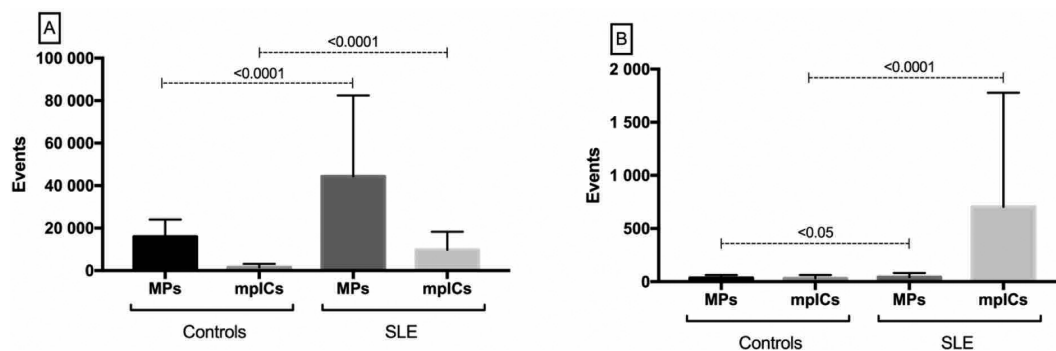 A
<0.0001
<0.0001
Events
100 000
80 000
60 000
40 000
20 000
0
MPs mpICs MPs mpICs
Controls SLE
B
<0.0001
<0.05
Events
2 000
1 500
1 000
500
0
MPs mpICs MPs mpICs
Controls SLE